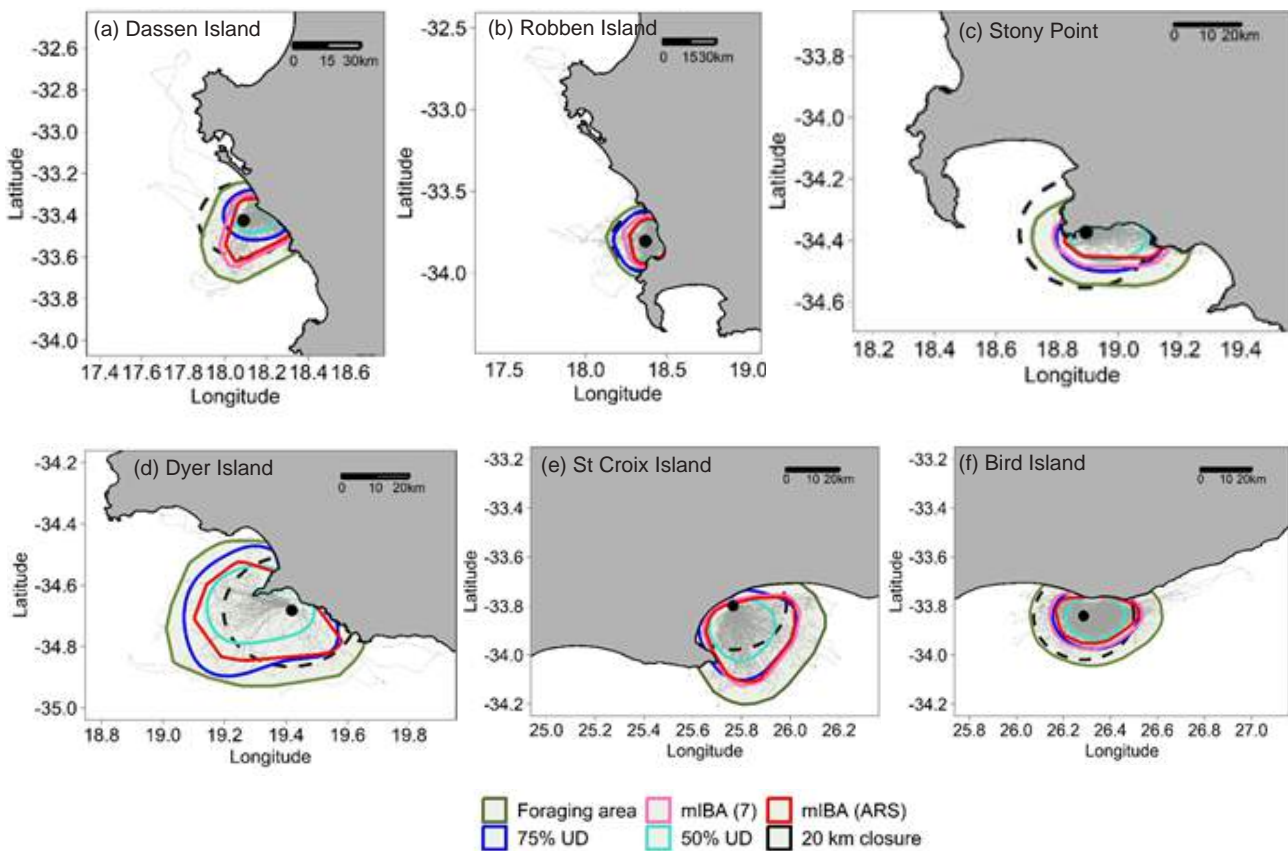 (a) Dassen Island
0 15 30km
-32.6
-32.8
-33.0
-33.2
-33.4
-33.6
-33.8
-34.0
Latitude
17.4 17.6 17.8 18.0 18.2 18.4 18.6
Longitude
(b) Robben Island
0 1530km
-32.5
-33.0
-33.5
-34.0
Latitude
17.5 18.0 18.5 19.0
Longitude
(c) Stony Point
0 10 20km
-33.8
-34.0
-34.2
-34.4
-34.6
Latitude
18.2 18.4 18.6 18.8 19.0 19.2 19.4
Longitude
(d) Dyer Island
0 10 20km
-34.2
-34.4
-34.6
-34.8
-35.0
Latitude
18.8 19.0 19.2 19.4 19.6 19.8
Longitude
(e) St Croix Island
0 10 20km
-33.2
-33.4
-33.6
-33.8
-34.0
-34.2
Latitude
25.0 25.2 25.4 25.6 25.8 26.0 26.2
Longitude
(f) Bird Island
0 10 20km
-33.2
-33.4
-33.6
-33.8
-34.0
-34.2
Latitude
25.8 26.0 26.2 26.4 26.6 26.8 27.0
Longitude
Foraging area mIBA (7) mIBA (ARS)
75% UD 50% UD 20 km closure